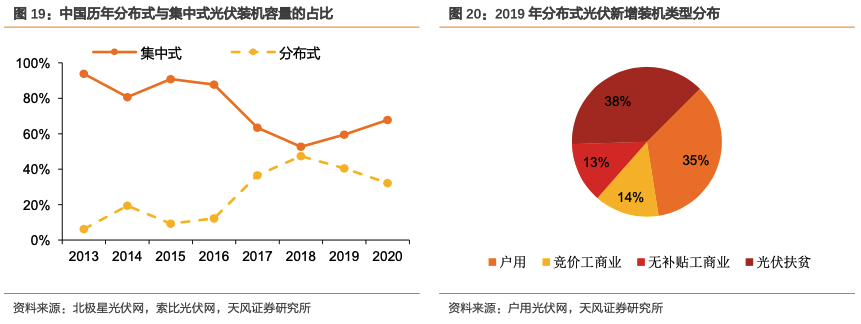 图 19：中国历年分布式与集中式光伏装机容量的占比
集中式 分布式
100%
80%
60%
40%
20%
0%
2013 2014 2015 2016 2017 2018 2019 2020
资料来源：北极星光伏网，索比光伏网，天风证券研究所
图 20：2019 年分布式光伏新增装机类型分布
38%
35%
13%
14%
户用 竞价工商业 无补贴工商业 光伏扶贫
资料来源：户用光伏网，天风证券研究所